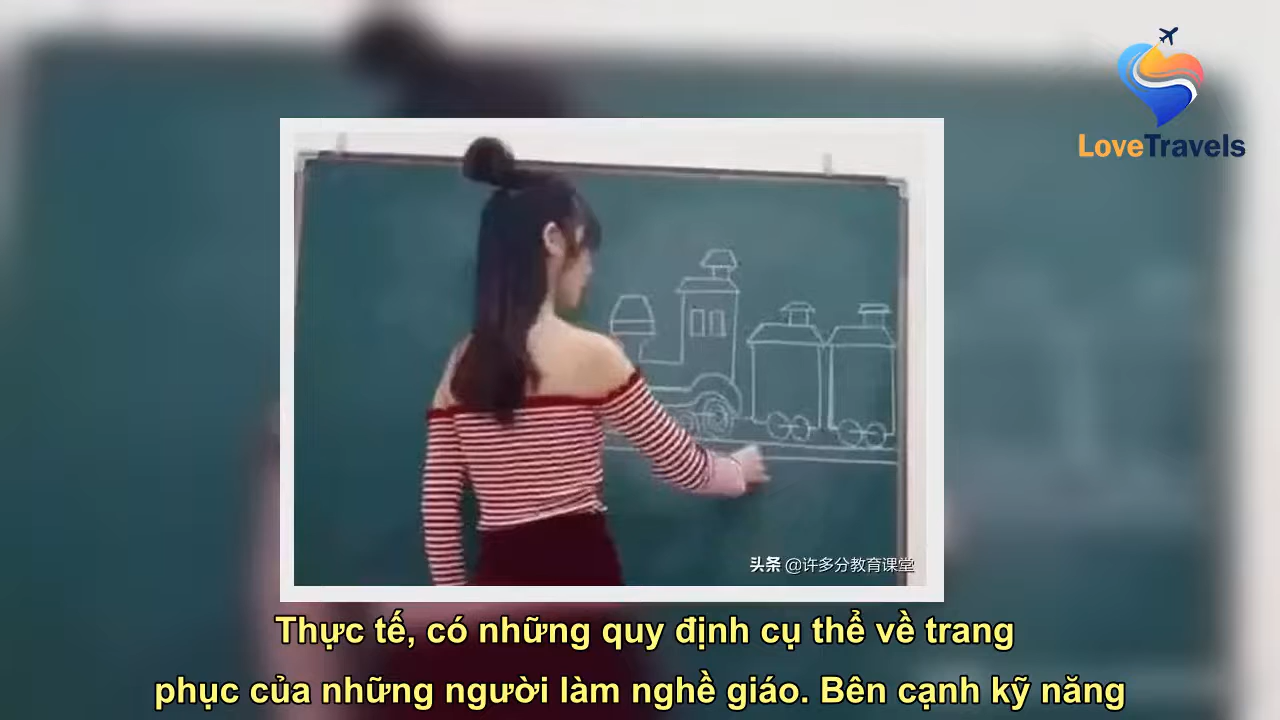 LoveTravels
头条 @许多分教育课堂
Thực tế, có những quy định cụ thể về trang
phục của những người làm nghề giáo. Bên cạnh kỹ năng